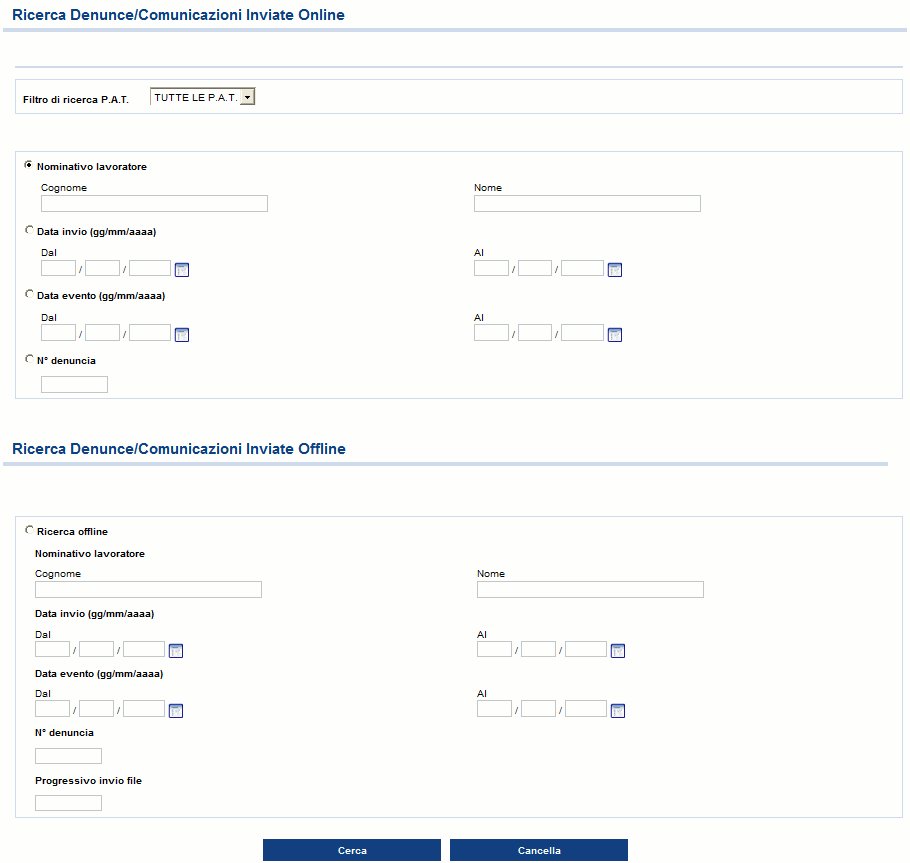 Ricerca Denunce/Comunicazioni Inviate Online
Filtro di ricerca P.A.T. TUTTE LE P.A.T.
Nominativo lavoratore
Cognome Nome
Data invio (gg/mm/aaaa)
Dal Al
/ / / /
Data evento (gg/mm/aaaa)
Dal Al
/ / / /
N° denuncia
Ricerca Denunce/Comunicazioni Inviate Offline
Ricerca offline
Nominativo lavoratore
Cognome Nome
Data invio (gg/mm/aaaa)
Dal Al
/ / / /
Data evento (gg/mm/aaaa)
Dal Al
/ / / /
N° denuncia
Progressivo invio file
Cerca Cancella